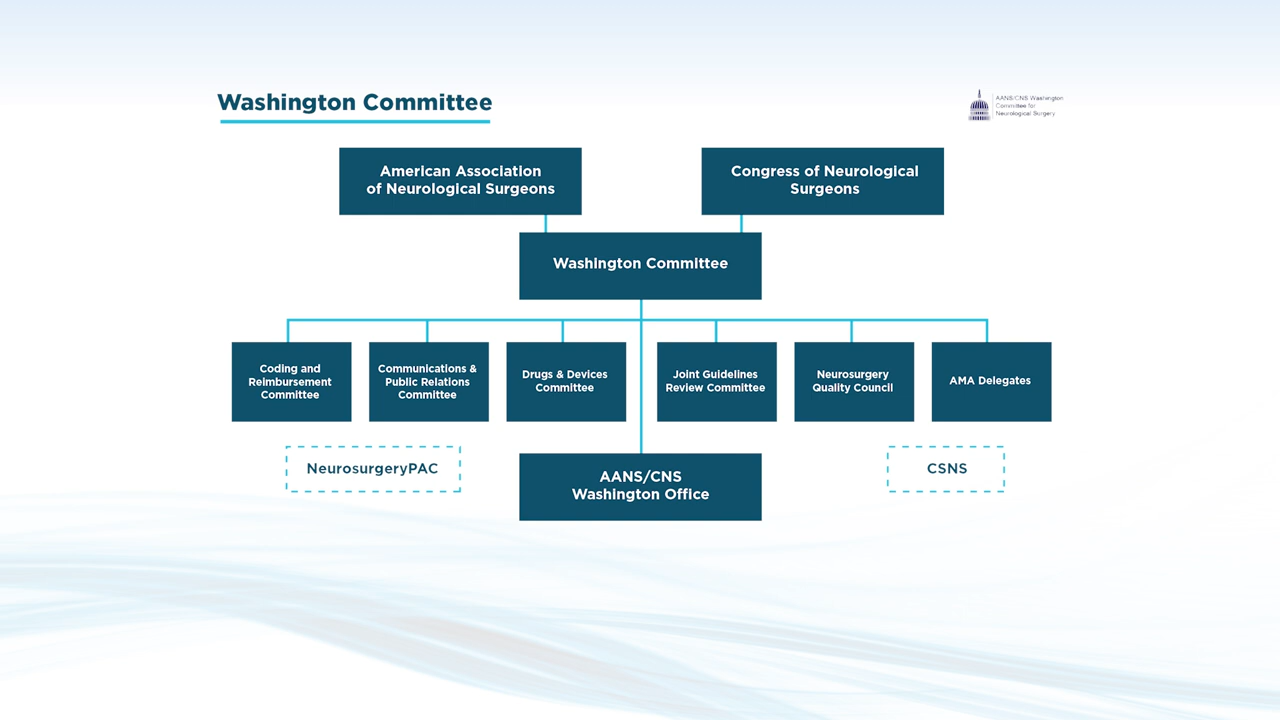 Washington Committee
AANS/CNS Washington
Committee for
Neurological Surgery
American Association
of Neurological Surgeons
Congress of Neurological
Surgeons
Washington Committee
Coding and
Reimbursement
Committee
Communications &
Public Relations
Committee
Drugs & Devices
Committee
Joint Guidelines
Review Committee
Neurosurgery
Quality Council
AMA Delegates
NeurosurgeryPAC
AANS/CNS
Washington Office
CSNS